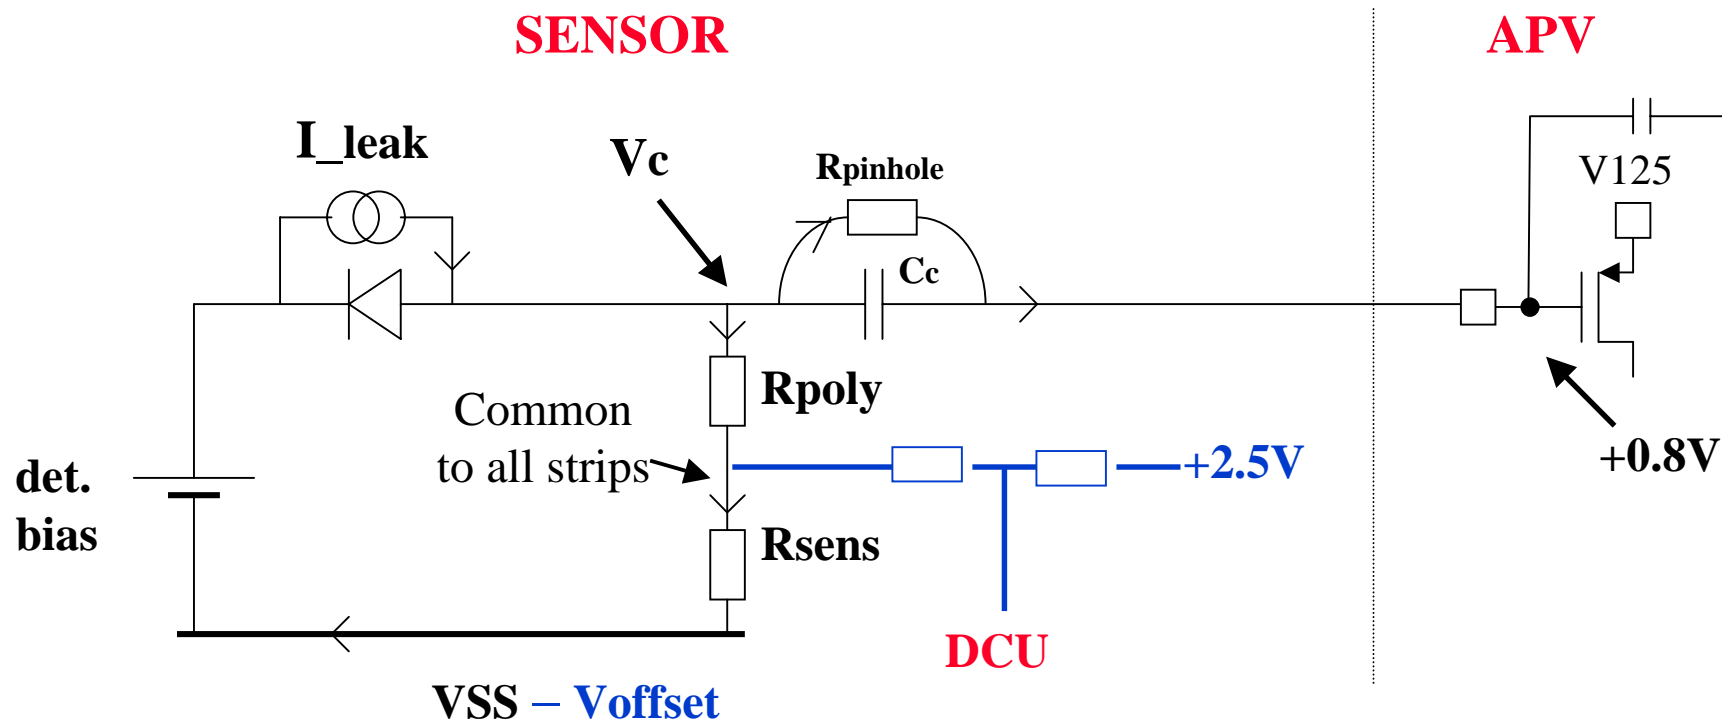 SENSOR
APV
I_leak
Vc
Rpinhole
V125
Cc
Rpoly
Common
to all strips
+2.5V
+0.8V
det.
bias
Rsens
DCU
VSS – Voffset